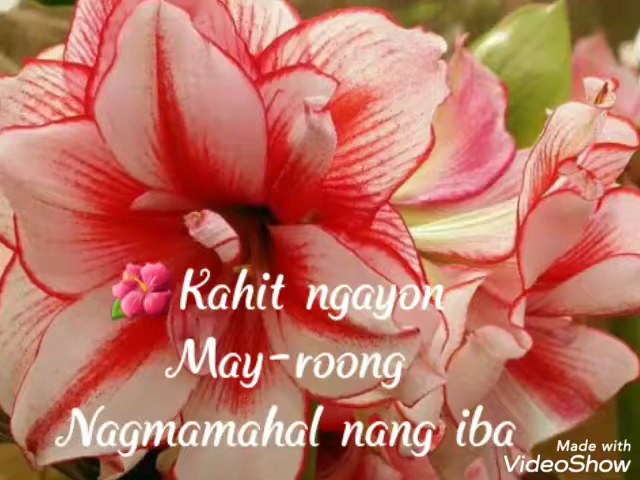 🌺Kahit ngayon
May-roong
Nagmamahal nang iba
Made with
VideoShow